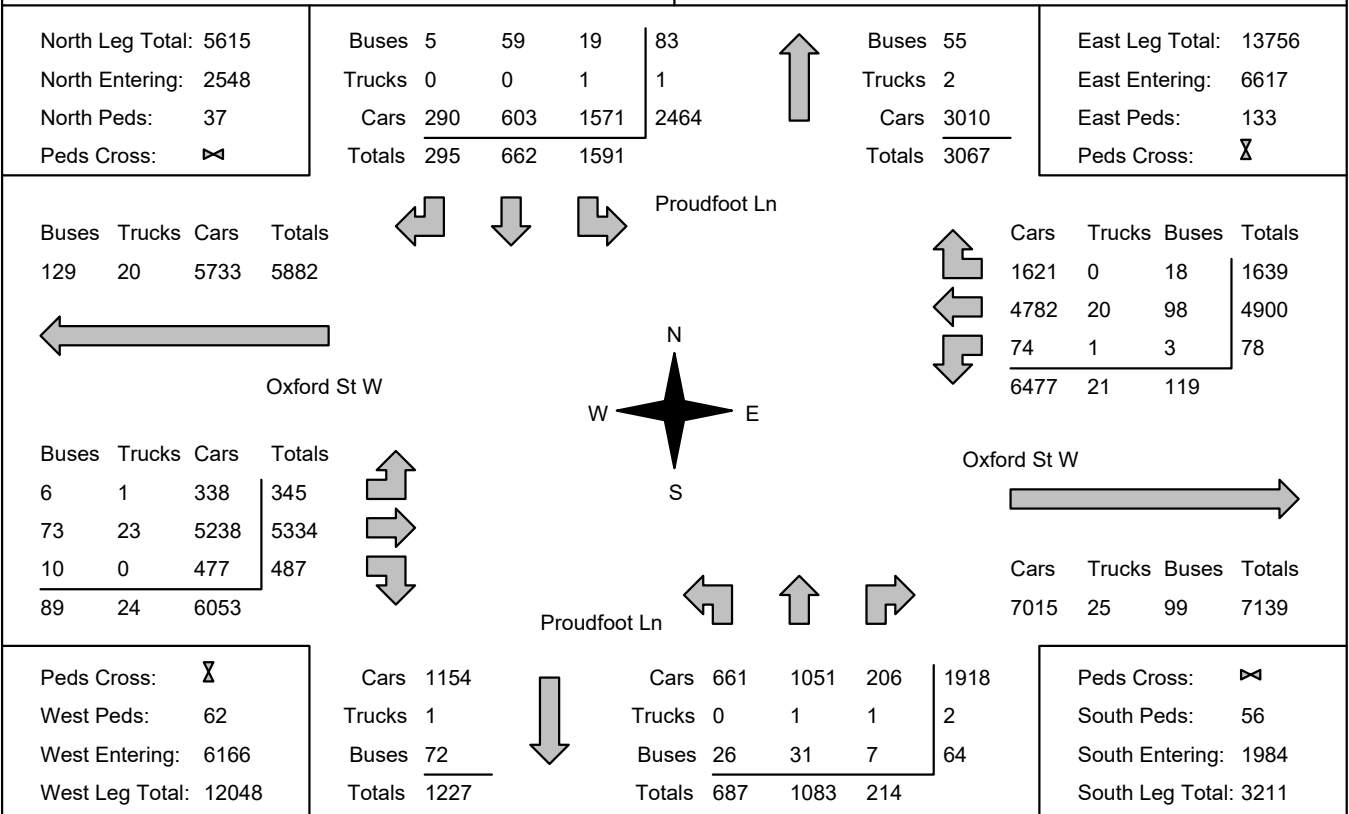 North Leg Total: 5615
North Entering: 2548
North Peds: 37
Peds Cross:
Buses 5 59 19 83
Trucks 0 0 1 1
Cars 290 603 1571 2464
Totals 295 662 1591
Buses 55
Trucks 2
Cars 3010
Totals 3067
East Leg Total: 13756
East Entering: 6617
East Peds: 133
Peds Cross:
Proudfoot Ln
Buses Trucks Cars Totals
129 20 5733 5882
Cars Trucks Buses Totals
1621 0 18 1639
4782 20 98 4900
74 1 3 78
6477 21 119
Oxford St W
N
W E
S
Buses Trucks Cars Totals
6 1 338 345
73 23 5238 5334
10 0 477 487
89 24 6053
Oxford St W
Cars Trucks Buses Totals
7015 25 99 7139
Proudfoot Ln
Peds Cross:
West Peds: 62
West Entering: 6166
West Leg Total: 12048
Cars 1154
Trucks 1
Buses 72
Totals 1227
Cars 661 1051 206 1918
Trucks 0 1 1 2
Buses 26 31 7 64
Totals 687 1083 214
Peds Cross:
South Peds: 56
South Entering: 1984
South Leg Total: 3211